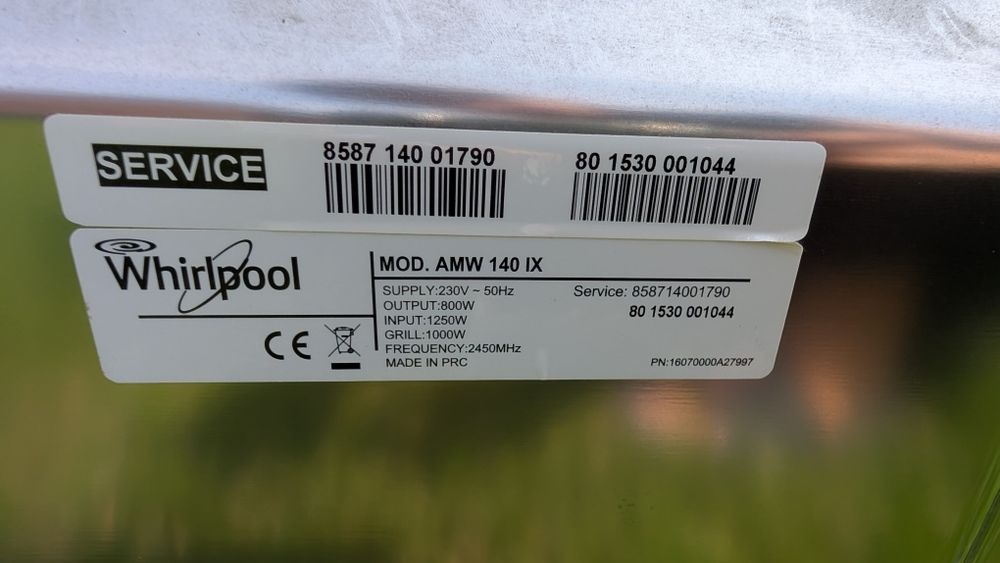 SERVICE
8587 140 01790
80 1530 001044
Whirlpool
CE
MOD. AMW 140 IX
SUPPLY:230V ~ 50Hz
OUTPUT:800W
INPUT:1250W
GRILL:1000W
FREQUENCY:2450MHz
MADE IN PRC
Service: 858714001790
80 1530 001044
PN:16070000A27997